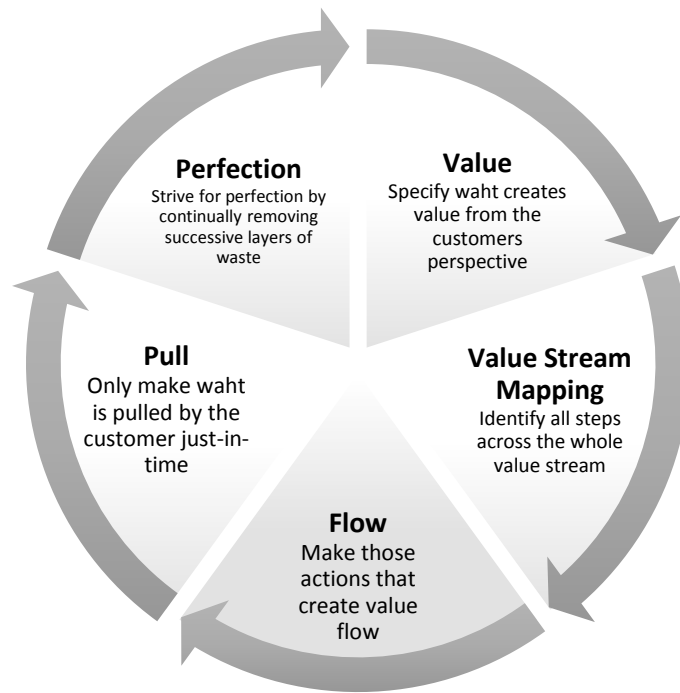 Value
Specify waht creates
value from the
customers
perspective
Value Stream
Mapping
Identify all steps
across the whole
value stream
Flow
Make those
actions that
create value
flow
Pull
Only make waht
is pulled by the
customer just-in-
time
Perfection
Strive for perfection by
continually removing
successive layers of
waste